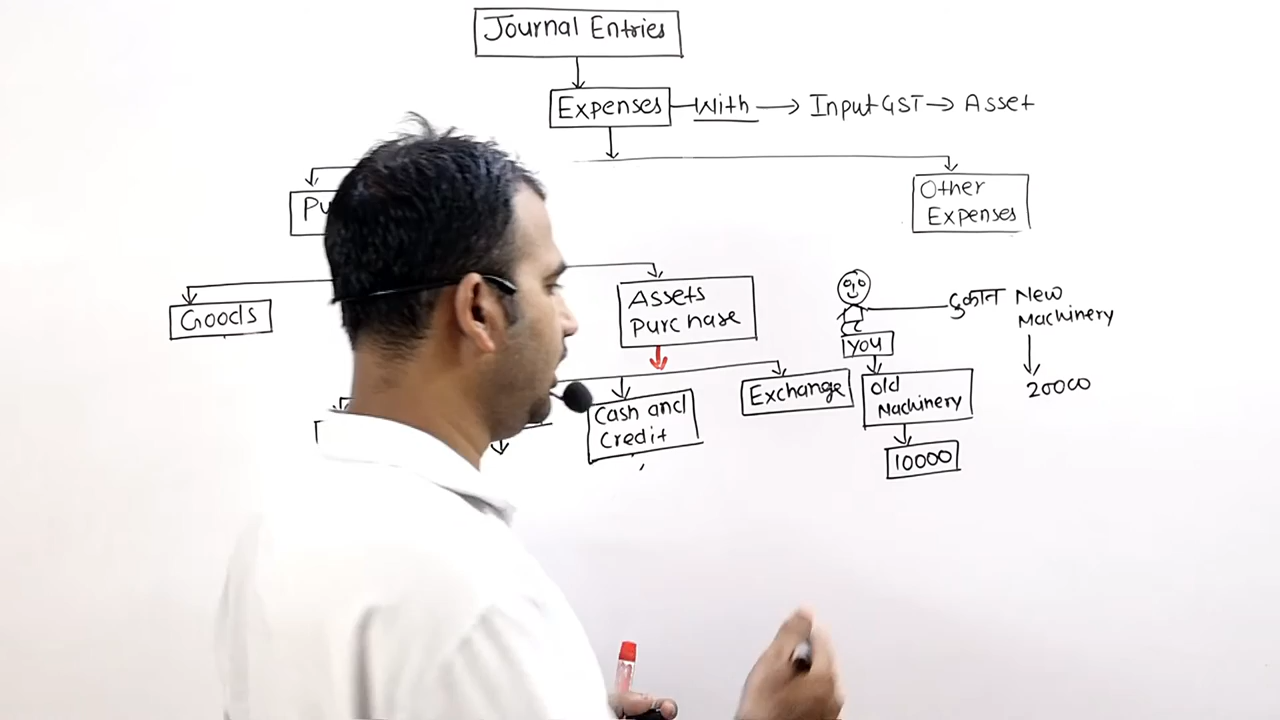 Journal Entries
Expenses With → Input GST → Asset
Other
Expenses
Goods
Assets
Purchase
दुकान New
Machinery
20000
You
Exchange
Old
Machinery
Cash and
Credit
10000